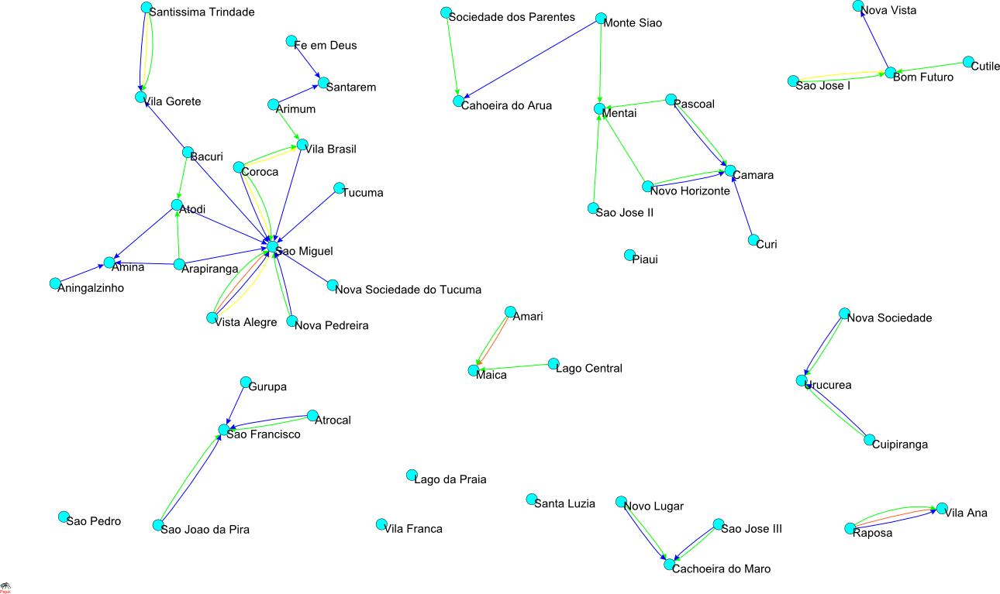 Nova Vista
Santissima Trindade
Sociedade dos Parentes
Monte Siao
Fe em Deus
Cutile
Bom Futuro
Sao Jose I
Santarem
Vila Gorete
Pascoal
Cahoeira do Arua
Arimum
Mentai
Vila Brasil
Bacuri
Coroca
Camara
Novo Horizonte
Tucuma
Atodi
Sao Jose II
Curi
Sao Miguel
Piaui
Amina
Arapiranga
Aningalzinho
Nova Sociedade do Tucuma
Amari
Nova Sociedade
Vista Alegre
Nova Pedreira
Lago Central
Maica
Urucurea
Gurupa
Atrocal
Sao Francisco
Cuipiranga
Lago da Praia
Santa Luzia
Novo Lugar
Vila Ana
Sao Pedro
Sao Joao da Pira
Vila Franca
Sao Jose III
Raposa
Cachoeira do Maro
Pajek